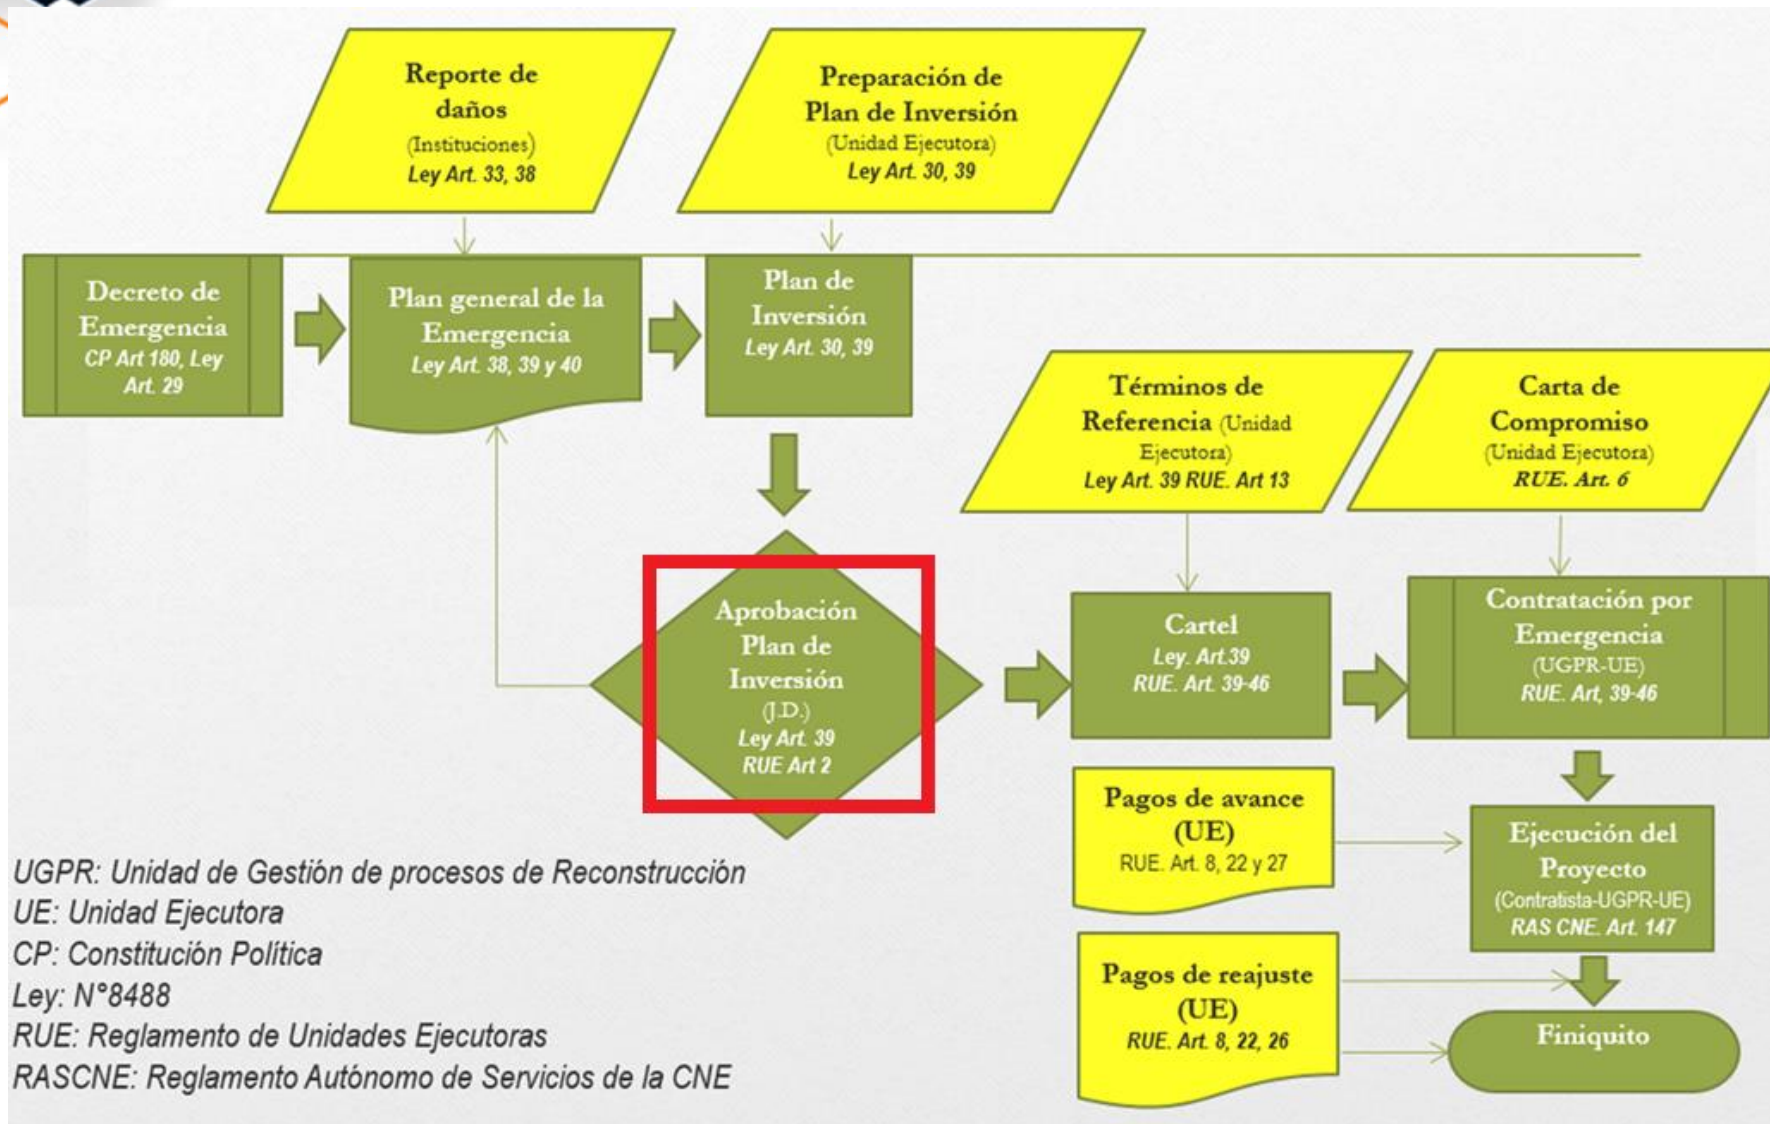 Reporte de
daños
(Instituciones)
Ley Art. 33, 38
Preparación de
Plan de Inversión
(Unidad Ejecutora)
Ley Art. 30, 39
Decreto de
Emergencia
CP Art 180, Ley
Art. 29
Plan general de la
Emergencia
Ley Art. 38, 39 y 40
Plan de
Inversión
Ley Art. 30, 39
Términos de
Referencia (Unidad
Ejecutora)
Ley Art. 39 RUE. Art 13
Carta de
Compromiso
(Unidad Ejecutora)
RUE. Art. 6
Aprobación
Plan de
Inversión
(J.D.)
Ley Art. 39
RUE Art 2
Cartel
Ley. Art.39
RUE. Art. 39-46
Contratación por
Emergencia
(UGPR-UE)
RUE. Art, 39-46
Pagos de avance
(UE)
RUE. Art. 8, 22 y 27
Ejecución del
Proyecto
(Contratista-UGPR-UE)
RAS CNE. Art. 147
Pagos de reajuste
(UE)
RUE. Art. 8, 22, 26
Finiquito
UGPR: Unidad de Gestión de procesos de Reconstrucción
UE: Unidad Ejecutora
CP: Constitución Política
Ley: N°8488
RUE: Reglamento de Unidades Ejecutoras
RASCNE: Reglamento Autónomo de Servicios de la CNE